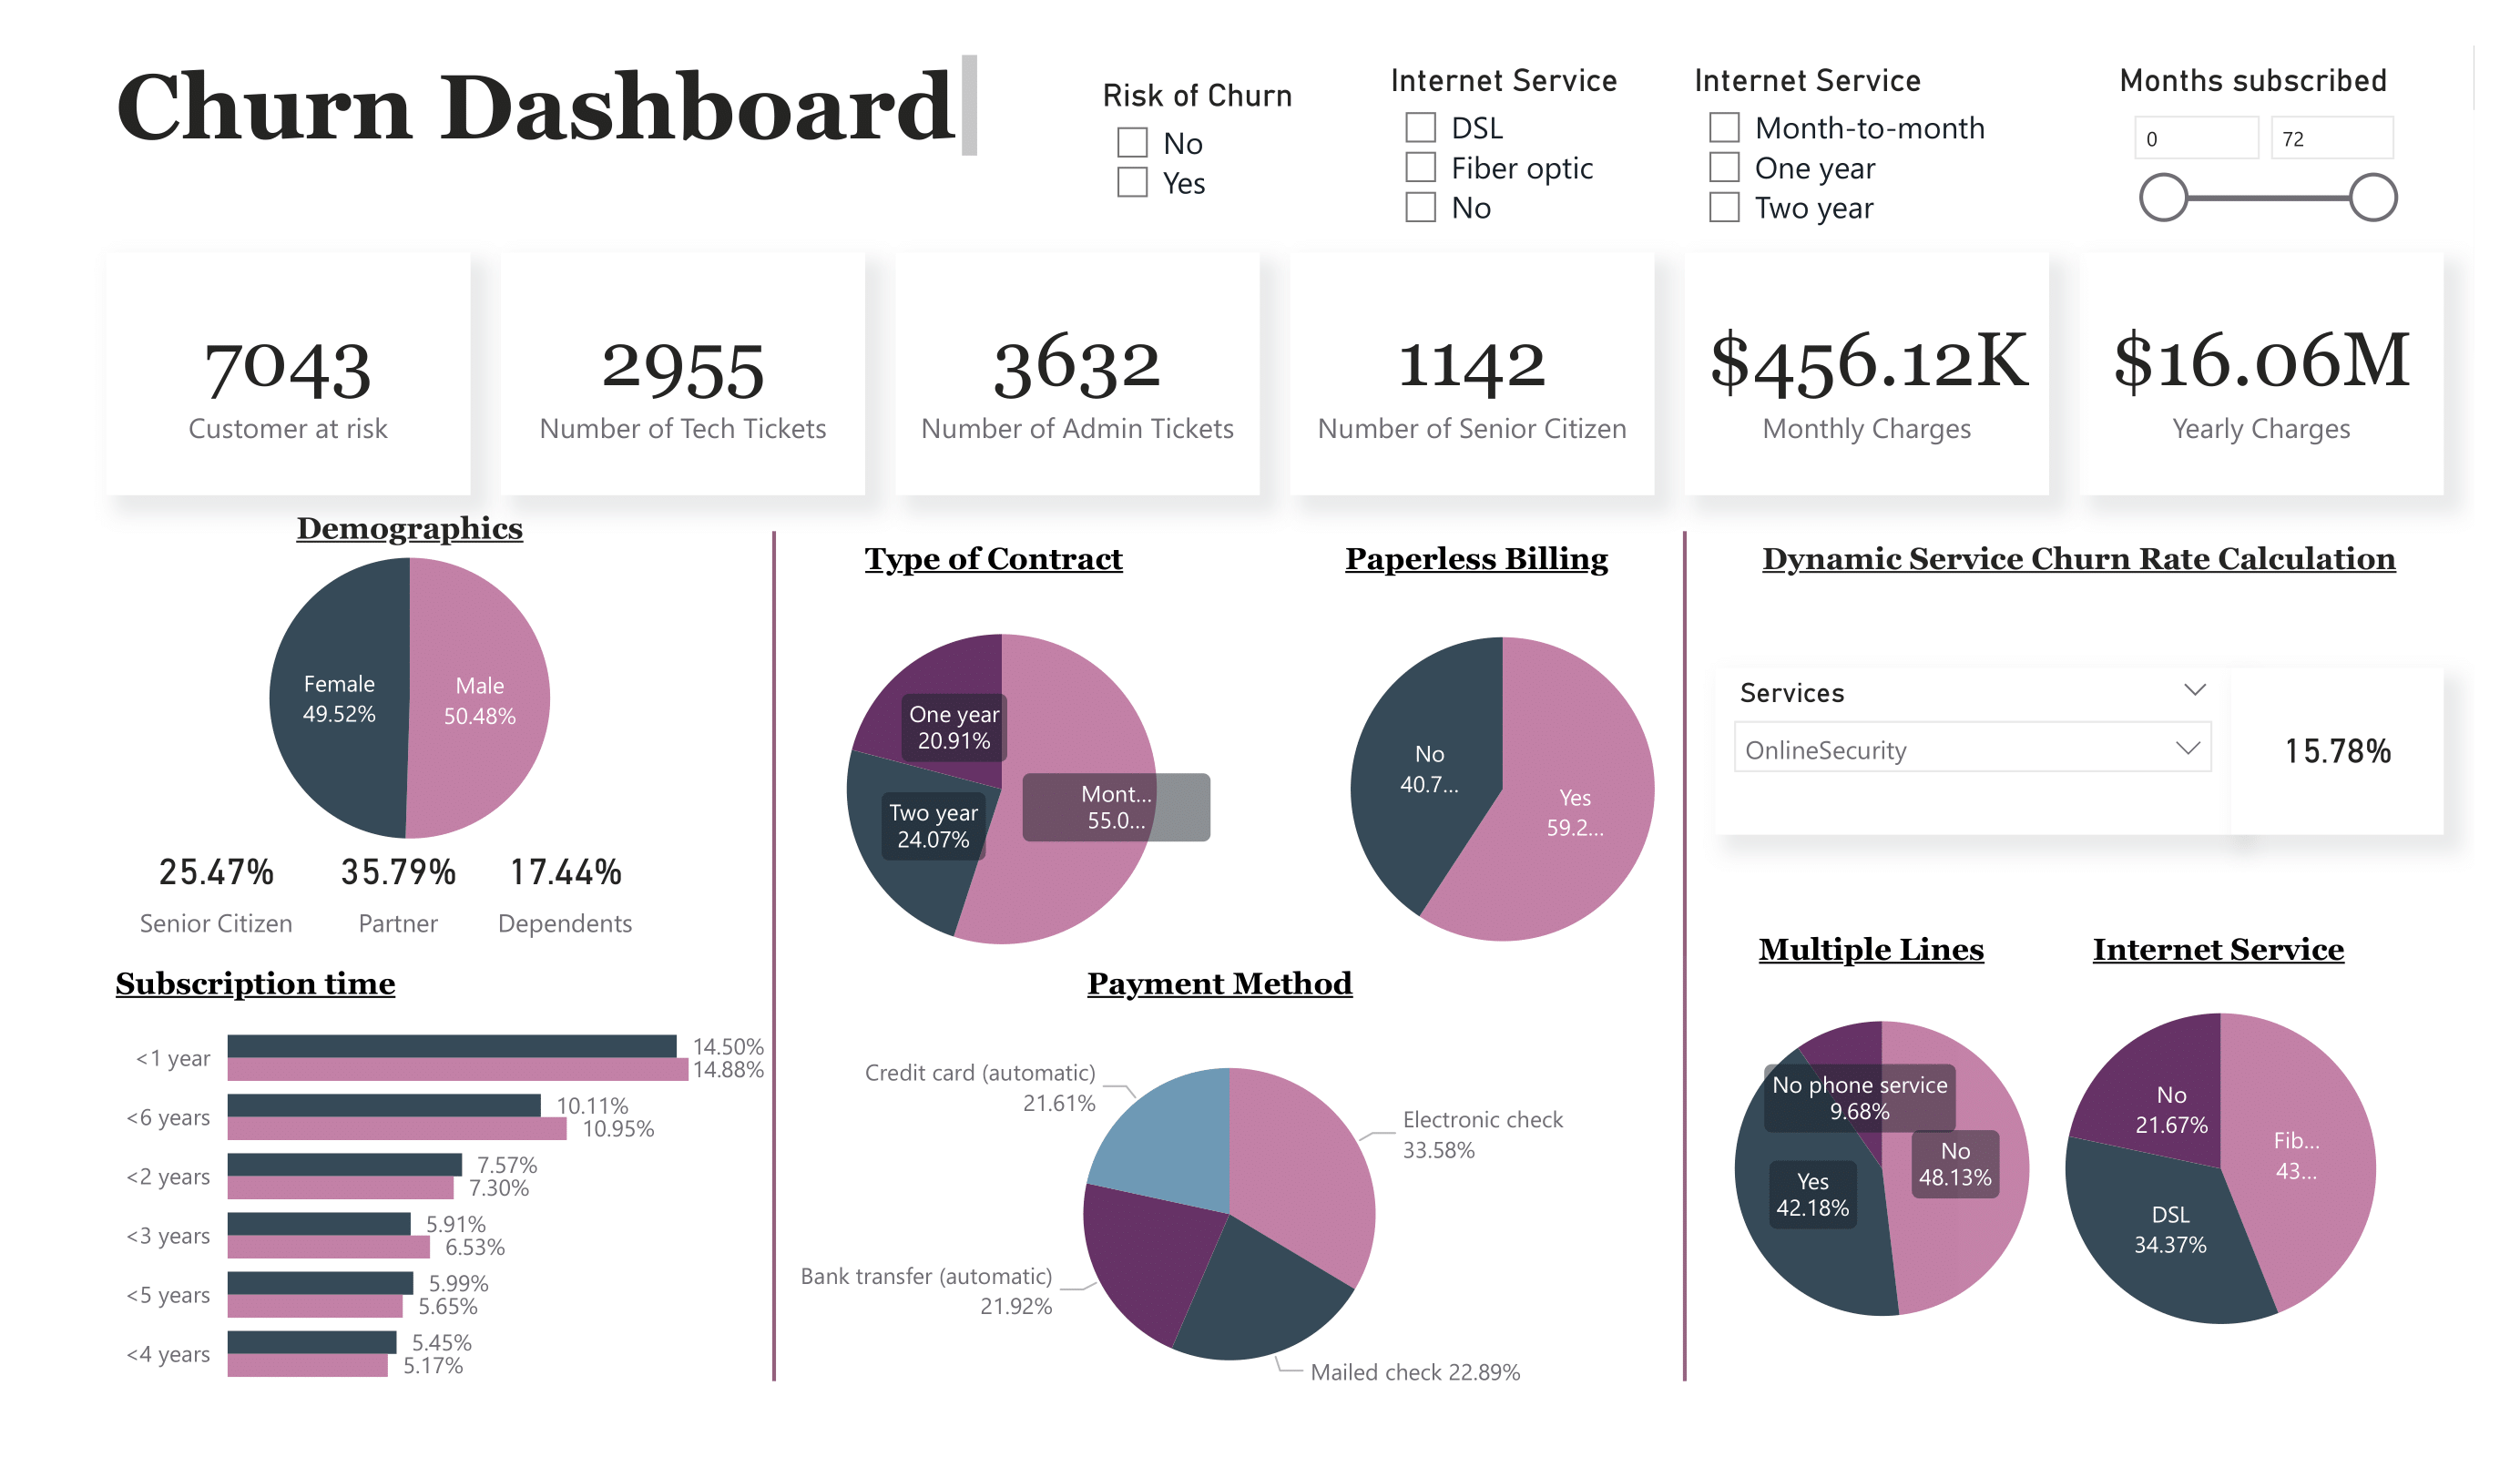 Churn Dashboard
Risk of Churn
No
Yes
Internet Service
DSL
Fiber optic
No
Internet Service
Month-to-month
One year
Two year
Months subscribed
0
72
7043
Customer at risk
2955
Number of Tech Tickets
3632
Number of Admin Tickets
1142
Number of Senior Citizen
$456.12K
Monthly Charges
$16.06M
Yearly Charges
Demographics
Female
49.52%
Male
50.48%
25.47%
Senior Citizen
35.79%
Partner
17.44%
Dependents
Subscription time
<1 year
14.50%
14.88%
<6 years
10.11%
10.95%
<2 years
7.57%
7.30%
<3 years
5.91%
6.53%
<5 years
5.99%
5.65%
<4 years
5.45%
5.17%
Type of Contract
One year
20.91%
Two year
24.07%
Mont...
55.0...
Paperless Billing
No
40.7...
Yes
59.2...
Payment Method
Credit card (automatic)
21.61%
Electronic check
33.58%
Bank transfer (automatic)
21.92%
Mailed check 22.89%
Dynamic Service Churn Rate Calculation
Services
OnlineSecurity
15.78%
Multiple Lines
No phone service
9.68%
No
48.13%
Yes
42.18%
Internet Service
No
21.67%
Fib...
43...
DSL
34.37%